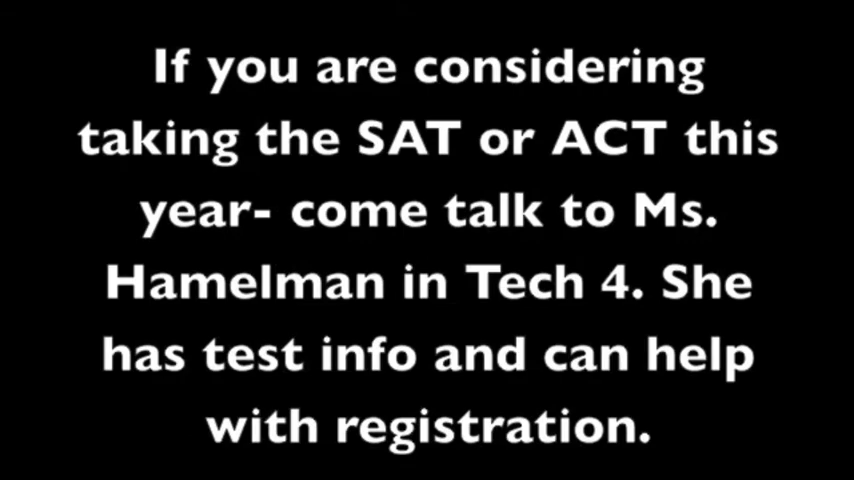 If you are considering
taking the SAT or ACT this
year- come talk to Ms.
Hamelman in Tech 4. She
has test info and can help
with registration.